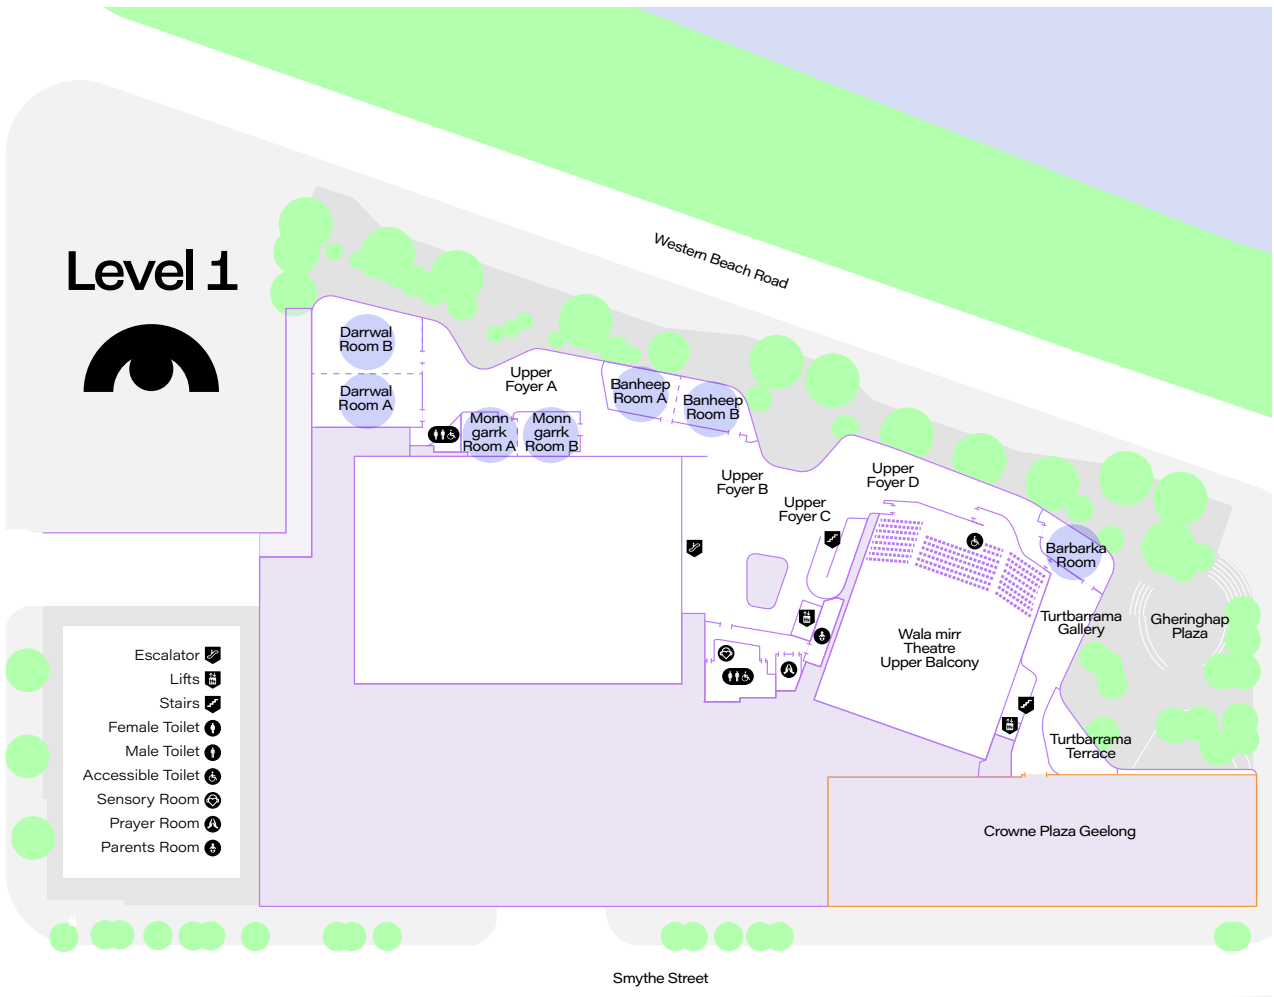 Western Beach Road
Level 1
Darrwal
Room B
Darrwal
Room A
Upper
Foyer A
Banheep
Room A
Banheep
Room B
Monn
garrk
Room A
Monn
garrk
Room B
Upper
Foyer B
Upper
Foyer C
Upper
Foyer D
Barbarka
Room
Turtbarrama
Gallery
Gheringhap
Plaza
Wala mirr
Theatre
Upper Balcony
Turtbarrama
Terrace
Crowne Plaza Geelong
Escalator
Lifts
Stairs
Female Toilet
Male Toilet
Accessible Toilet
Sensory Room
Prayer Room
Parents Room
Smythe Street